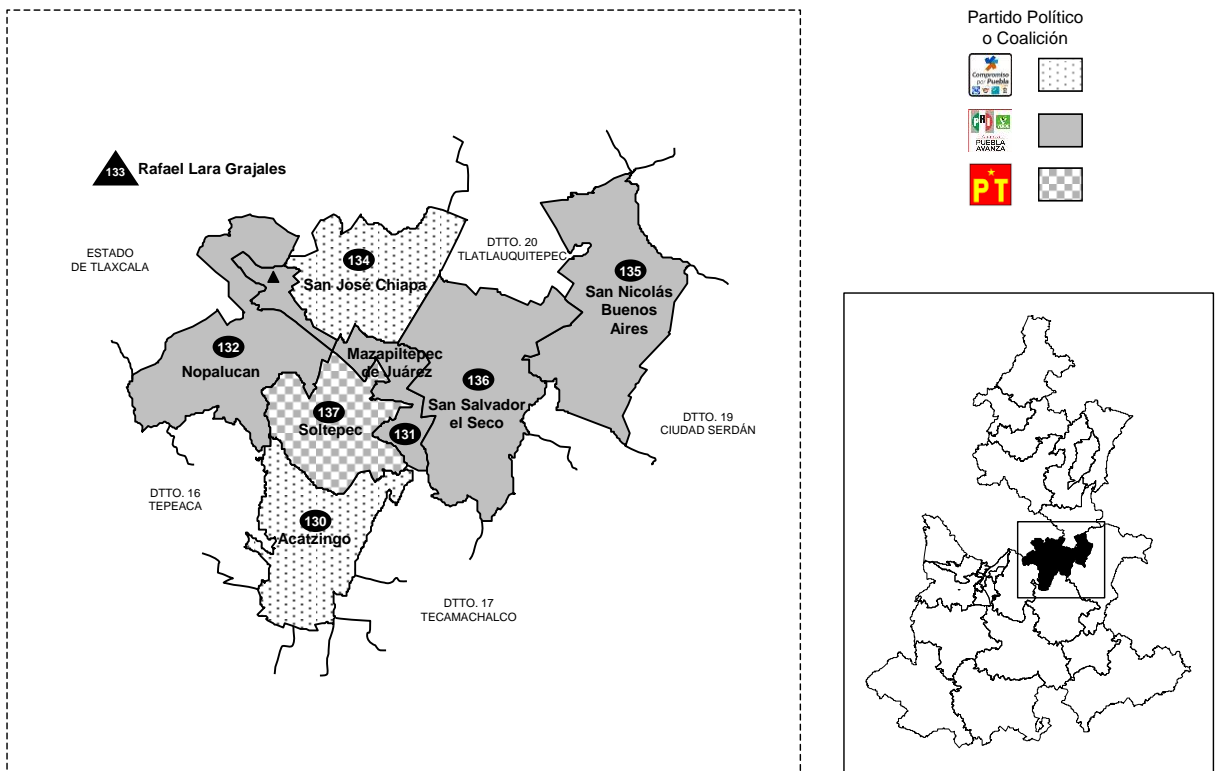 Partido Político
o Coalición
Compromiso
por Puebla
PRI
PUEBLA
AVANZA
PT
133 Rafael Lara Grajales
ESTADO
DE TLAXCALA
134
San José Chiapa
DTTO. 20
TLATLAUQUITEPEC
135
San Nicolás
Buenos
Aires
132
Nopalucan
Mazapiltepec
de Juárez
136
San Salvador
el Seco
137
Soltepec
131
DTTO. 19
CIUDAD SERDÁN
DTTO. 16
TEPEACA
130
Acatzingo
DTTO. 17
TECAMACHALCO